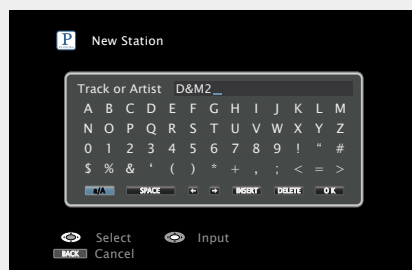 P
New Station
Track or Artist D&M2_
A B C D E F G H I J K L M
N O P Q R S T U V W X Y Z
0 1 2 3 4 5 6 7 8 9 ! “ #
$ % & ‘ ( ) * + , ; < = >
a/A SPACE ← → INSERT DELETE O K
Select Input
BACK Cancel